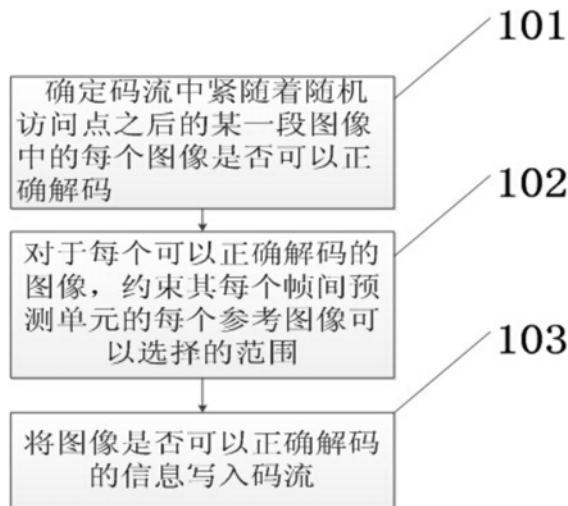 101
确定码流中紧随着随机
访问点之后的某一段图像
中的每个图像是否可以正
确解码
102
对于每个可以正确解码的
图像，约束其每个帧间预
测单元的每个参考图像可
以选择的范围
103
将图像是否可以正确解码
的信息写入码流